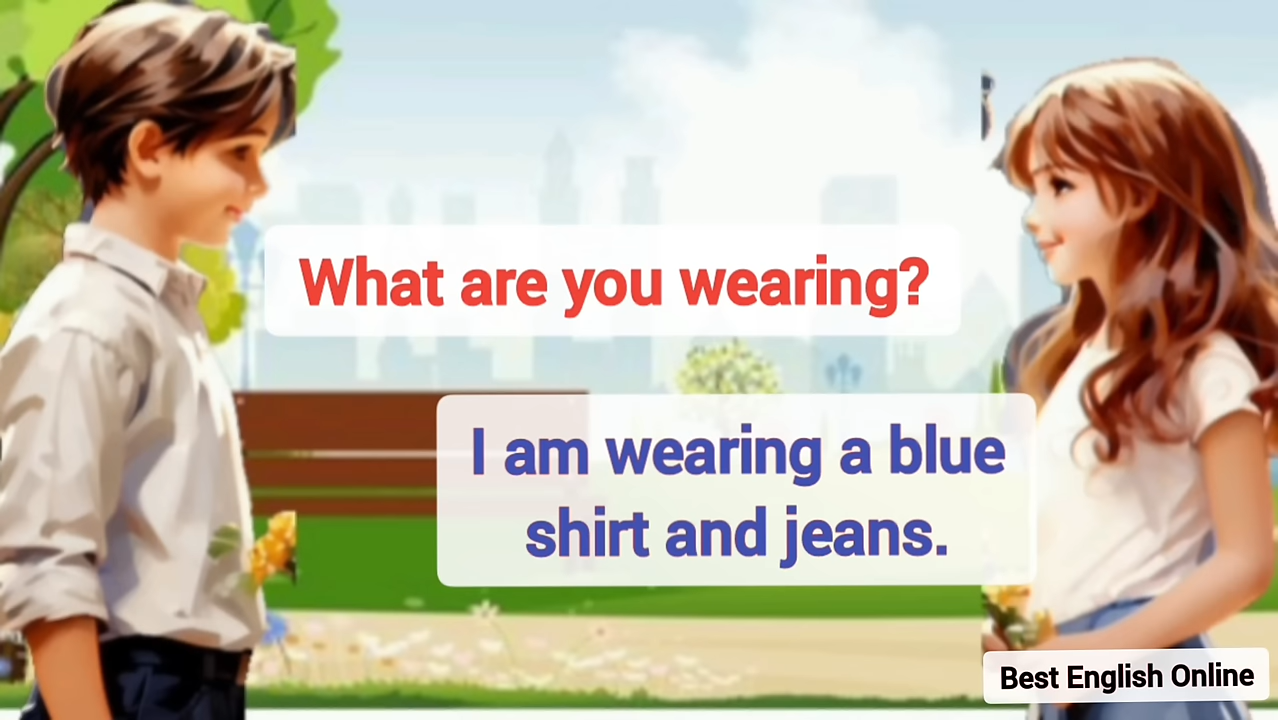 What are you wearing?
I am wearing a blue
shirt and jeans.
Best English Online